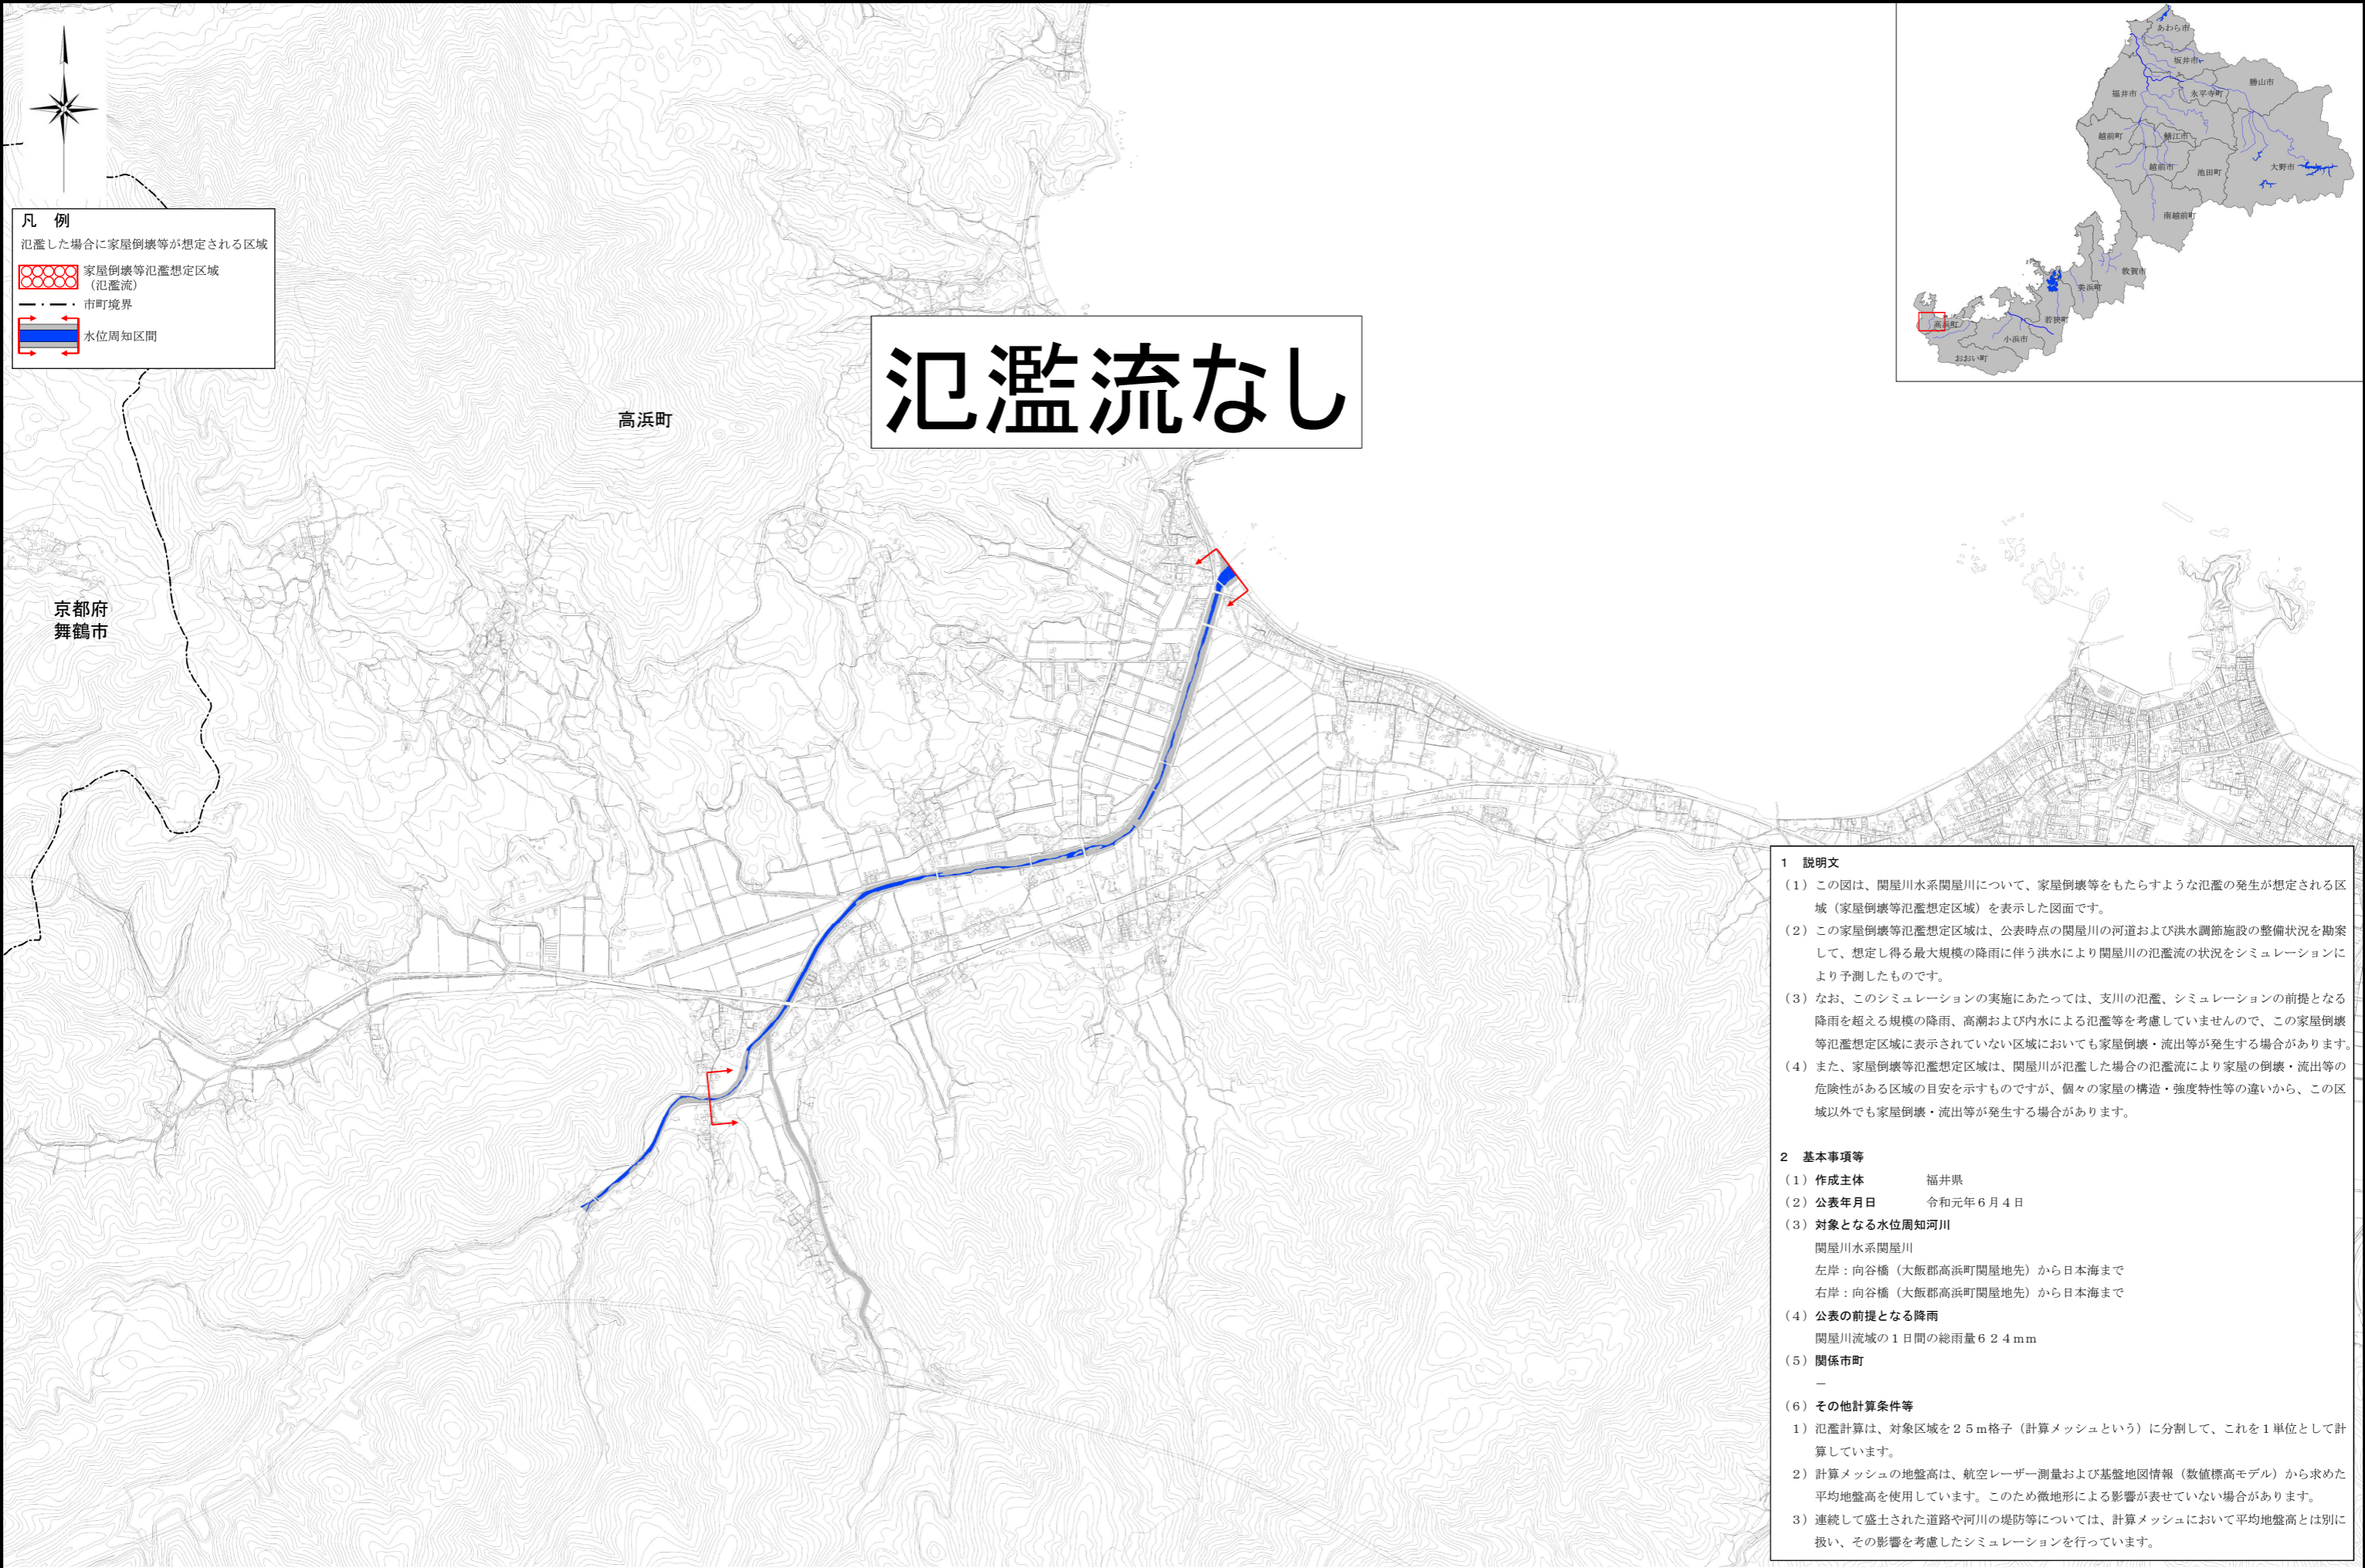 凡　例
氾濫した場合に家屋倒壊等が想定される区域
家屋倒壊等氾濫想定区域
（氾濫流）
市町境界
水位周知区間
氾濫流なし
高浜町
京都府
舞鶴市
あわら市
坂井市
勝山市
福井市
永平寺町
越前町
鯖江市
越前市
池田町
大野市
南越前町
敦賀市
美浜町
若狭町
高浜町
小浜市
おおい町
1　説明文
（1）この図は、関屋川水系関屋川について、家屋倒壊等をもたらすような氾濫の発生が想定される区
域（家屋倒壊等氾濫想定区域）を表示した図面です。
（2）この家屋倒壊等氾濫想定区域は、公表時点の関屋川の河道および洪水調節施設の整備状況を勘案
して、想定し得る最大規模の降雨に伴う洪水により関屋川の氾濫流の状況をシミュレーションに
より予測したものです。
（3）なお、このシミュレーションの実施にあたっては、支川の氾濫、シミュレーションの前提となる
降雨を超える規模の降雨、高潮および内水による氾濫等を考慮していませんので、この家屋倒壊
等氾濫想定区域に表示されていない区域においても家屋倒壊・流出等が発生する場合があります。
（4）また、家屋倒壊等氾濫想定区域は、関屋川が氾濫した場合の氾濫流により家屋の倒壊・流出等の
危険性がある区域の目安を示すものですが、個々の家屋の構造・強度特性等の違いから、この区
域以外でも家屋倒壊・流出等が発生する場合があります。
2　基本事項等
（1）作成主体　福井県
（2）公表年月日　令和元年６月４日
（3）対象となる水位周知河川
関屋川水系関屋川
左岸：向谷橋（大飯郡高浜町関屋地先）から日本海まで
右岸：向谷橋（大飯郡高浜町関屋地先）から日本海まで
（4）公表の前提となる降雨
関屋川流域の１日間の総雨量６２４mm
（5）関係市町
－
（6）その他計算条件等
1）氾濫計算は、対象区域を２５m格子（計算メッシュという）に分割して、これを１単位として計
算しています。
2）計算メッシュの地盤高は、航空レーザー測量および基盤地図情報（数値標高モデル）から求めた
平均地盤高を使用しています。このため微地形による影響が表せていない場合があります。
3）連続して盛土された道路や河川の堤防等については、計算メッシュにおいて平均地盤高とは別に
扱い、その影響を考慮したシミュレーションを行っています。